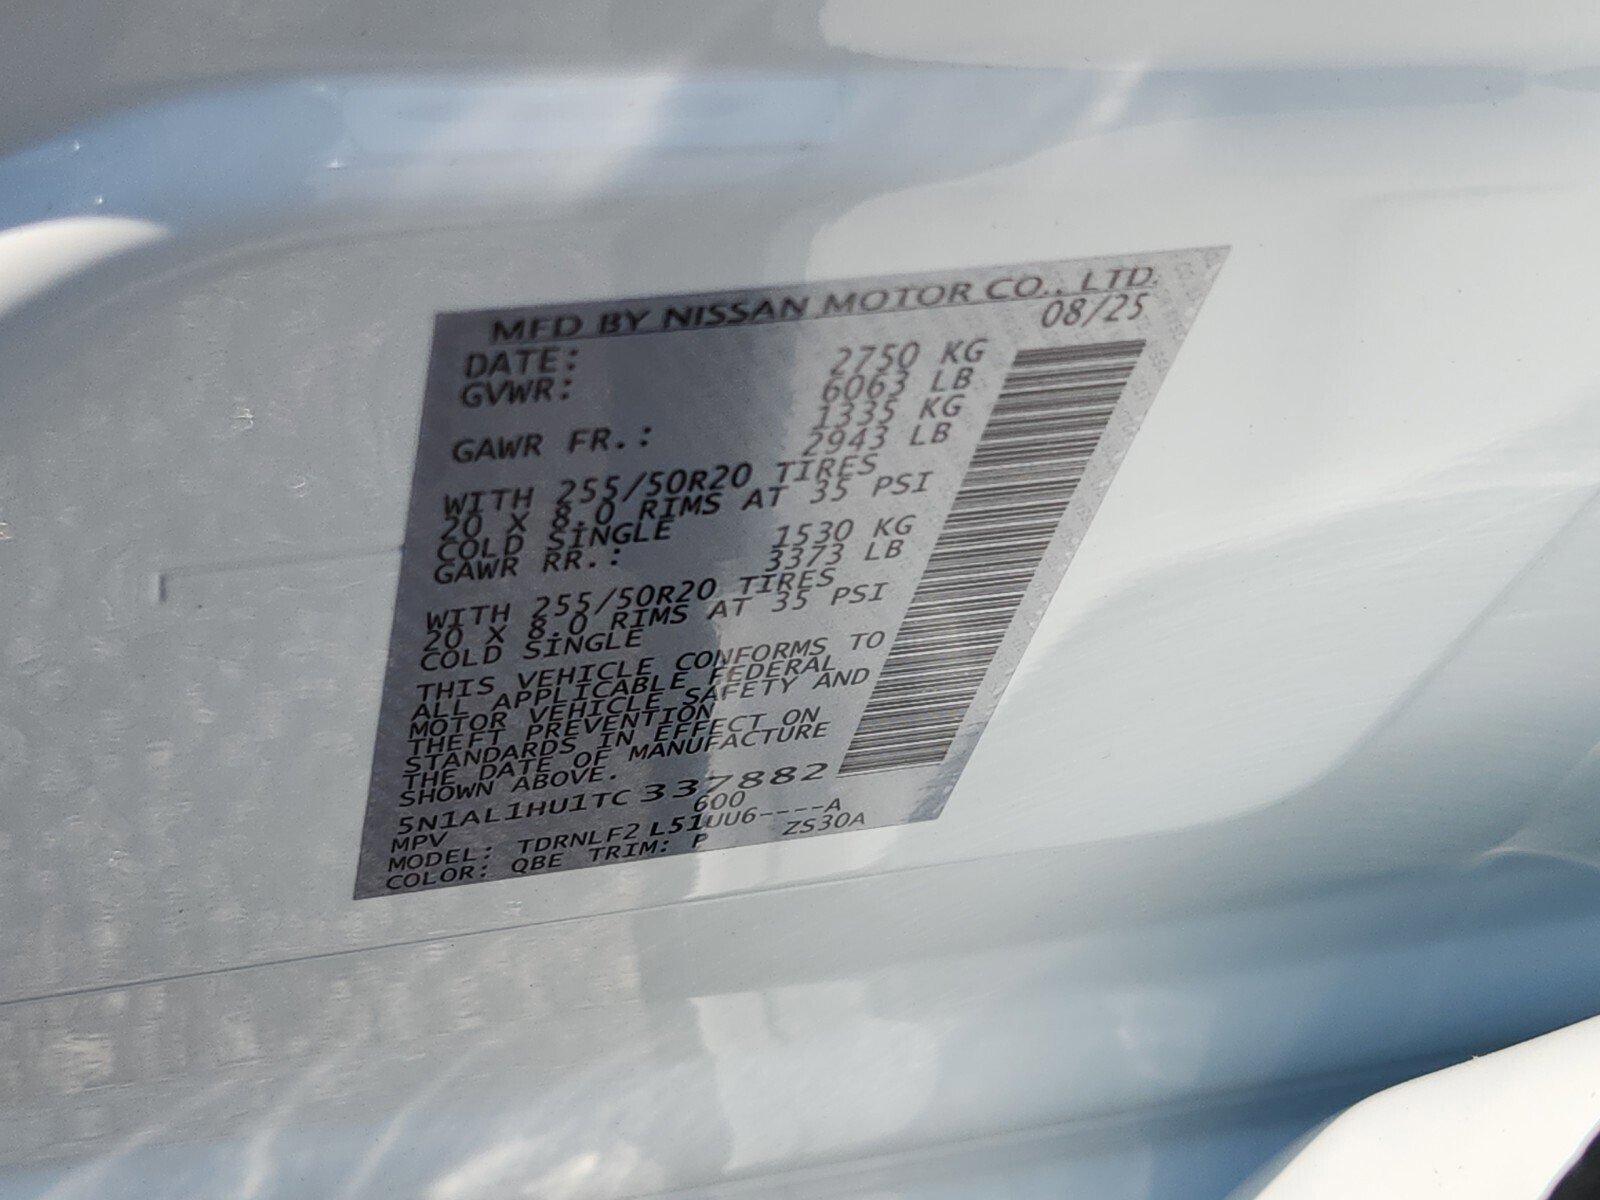 MFD BY NISSAN MOTOR CO., LTD.
DATE: 08/25
GVWR: 2750 KG
6063 LB
GAWR FR.: 1335 KG
2943 LB
WITH 255/50R20 TIRES
20 X 8.0 RIMS AT 35 PSI
COLD SINGLE
GAWR RR.: 1530 KG
3373 LB
WITH 255/50R20 TIRES
20 X 8.0 RIMS AT 35 PSI
COLD SINGLE
THIS VEHICLE CONFORMS TO
ALL APPLICABLE FEDERAL
MOTOR VEHICLE SAFETY AND
THEFT PREVENTION
STANDARDS IN EFFECT ON
THE DATE OF MANUFACTURE
SHOWN ABOVE.
5N1AL1HU1TC337882
MPV 600
MODEL: TDRNLF2L51UU6----A
COLOR: QBE TRIM: P ZS30A